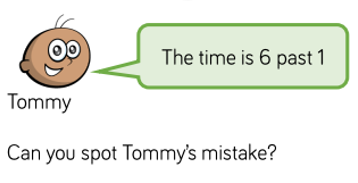 The time is 6 past 1
Tommy
Can you spot Tommy's mistake?